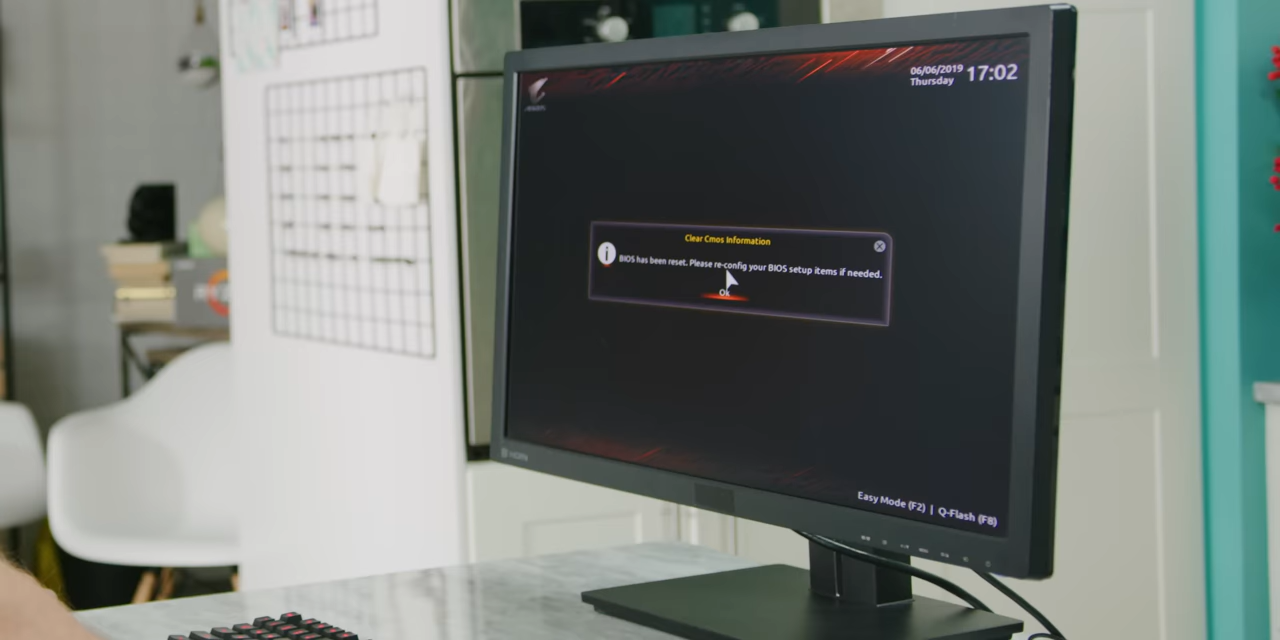 06/06/2019 17:02
Thursday
Clear Cmos Information
BIOS has been reset. Please re-config your BIOS setup items if needed.
Ok
Easy Mode (F2) | Q-Flash (F8)
HDMI